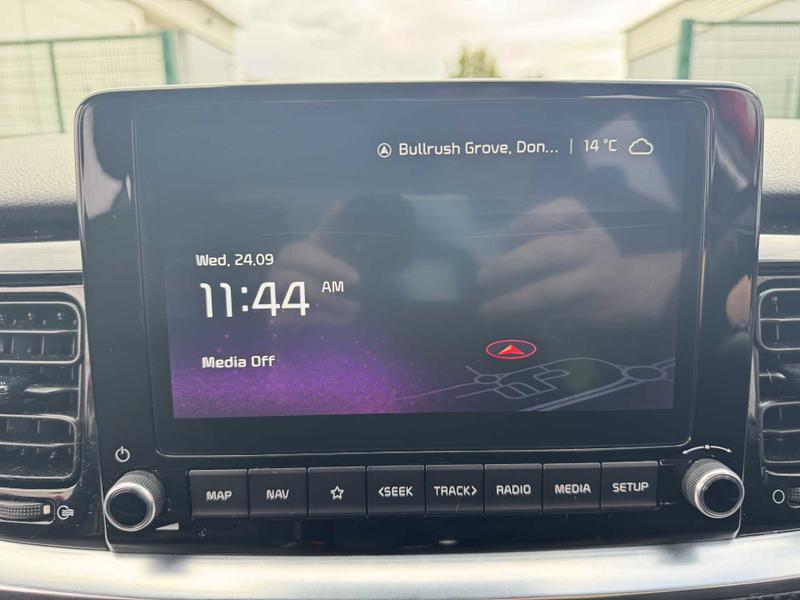 Bullrush Grove, Don... | 14 °C
Wed, 24.09
11:44 AM
Media Off
MAP NAV <SEEK TRACK> RADIO MEDIA SETUP